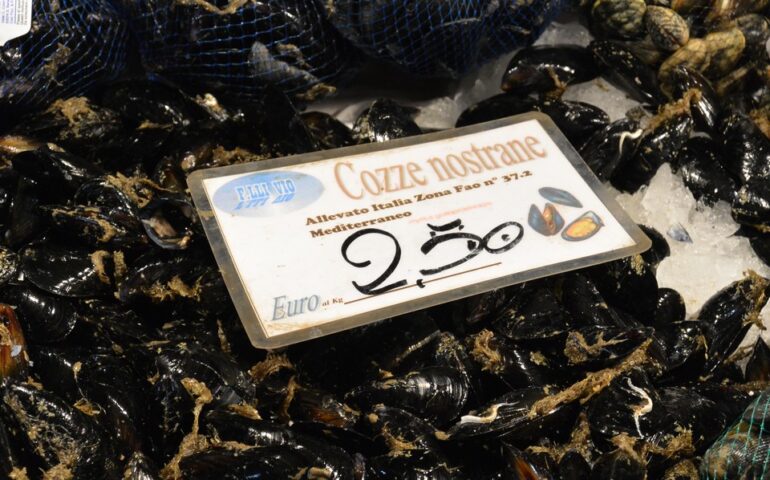 Cozze nostrane
Allevato Italia Zona Fao n° 37.2
Mediterraneo
2,50
Euro al Kg